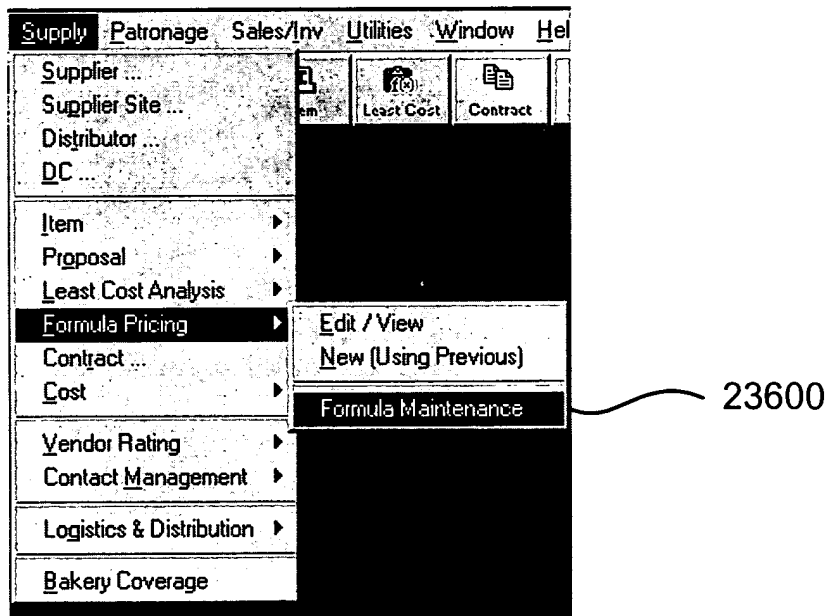 Supply Patronage Sales/Inv Utilities Window Hel
Supplier ...
Supplier Site ...
Distributor ...
DC ...
em Least Cost Contract
Item
Proposal
Least Cost Analysis
Formula Pricing
Contract ...
Cost
Vendor Rating
Contact Management
Logistics & Distribution
Bakery Coverage
Edit / View
New (Using Previous)
Formula Maintenance
23600